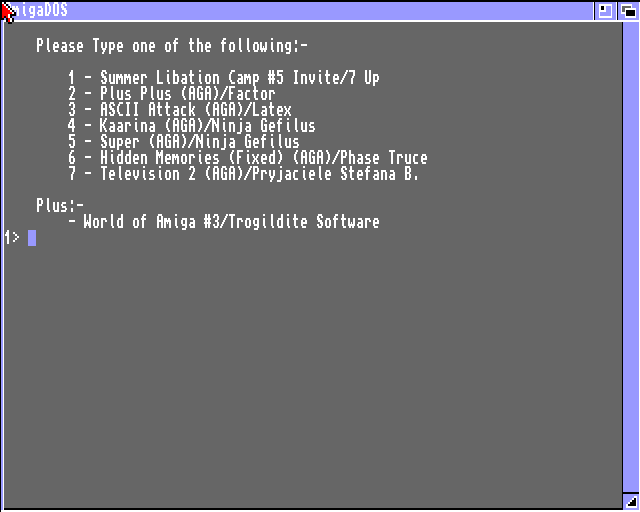 AmigaDOS
Please Type one of the following:-
1 - Summer Libation Camp #5 Invite/7 Up
2 - Plus Plus (AGA)/Factor
3 - ASCII Attack (AGA)/Latex
4 - Kaarina (AGA)/Ninja Gefilus
5 - Super (AGA)/Ninja Gefilus
6 - Hidden Memories (Fixed) (AGA)/Phase Truce
7 - Television 2 (AGA)/Pryjaciele Stefana B.
Plus:-
- World of Amiga #3/Trogildite Software
1>